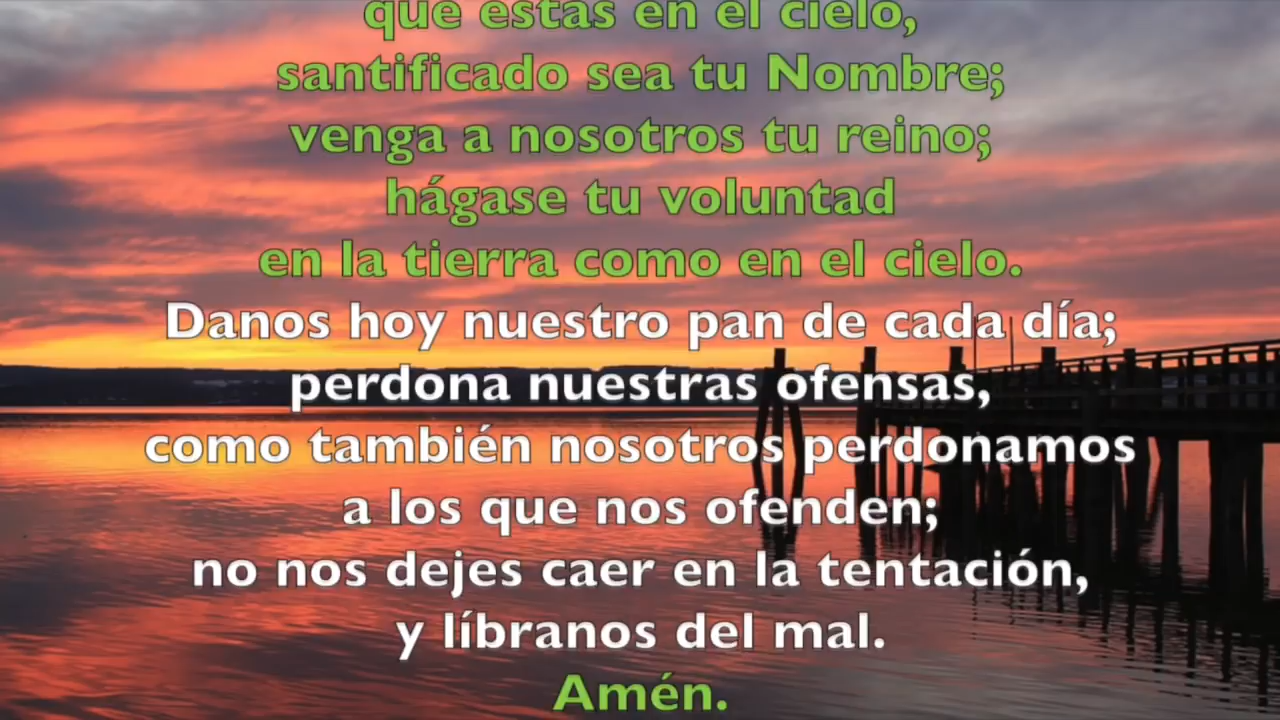 que estás en el cielo,
santificado sea tu Nombre;
venga a nosotros tu reino;
hágase tu voluntad
en la tierra como en el cielo.
Danos hoy nuestro pan de cada día;
perdona nuestras ofensas,
como también nosotros perdonamos
a los que nos ofenden;
no nos dejes caer en la tentación,
y líbranos del mal.
Amén.